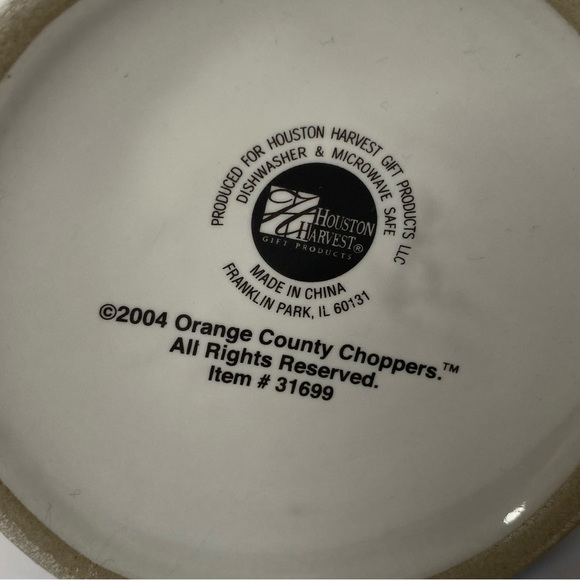 PRODUCED FOR HOUSTON HARVEST GIFT PRODUCTS LLC
DISHWASHER & MICROWAVE SAFE
HOUSTON
HARVEST®
GIFT PRODUCTS
MADE IN CHINA
FRANKLIN PARK, IL 60131
©2004 Orange County Choppers.™
All Rights Reserved.
Item # 31699